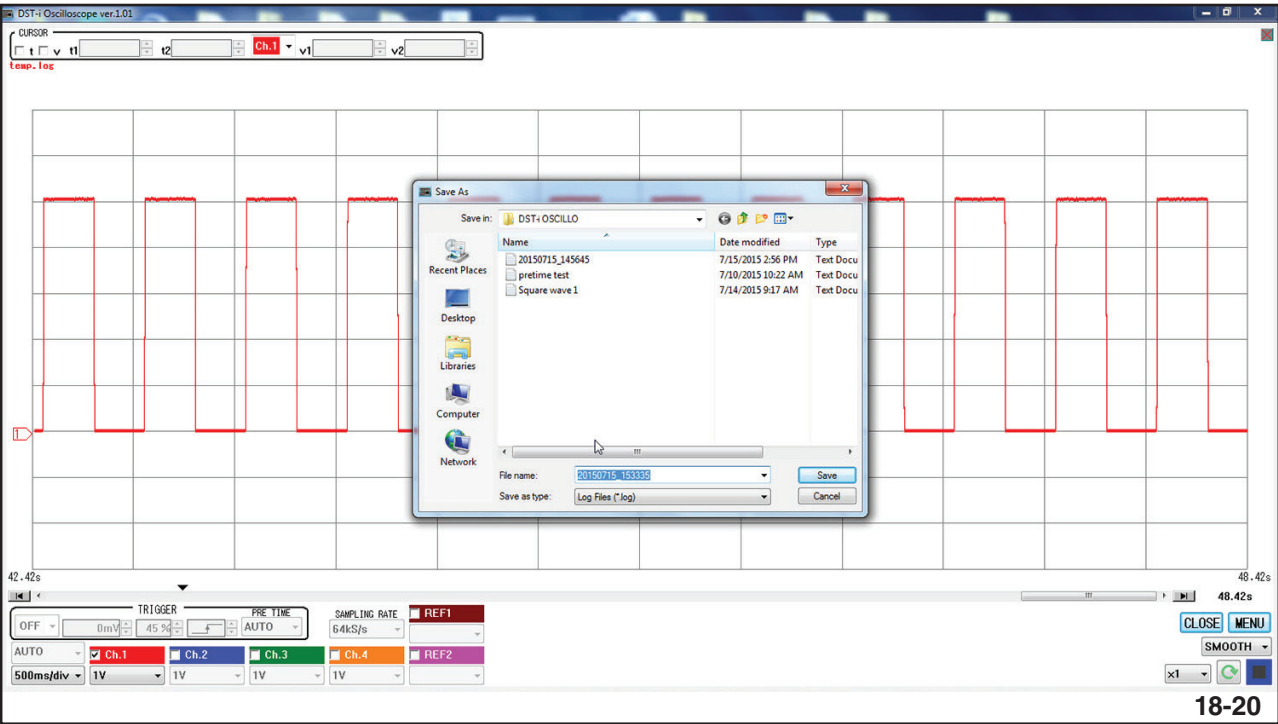 DST-i Oscilloscope ver.1.01
CURSOR
t v t1 t2 Ch.1 v1 v2
temp.log
Save As
Save in: DST-i OSCILLO
Name Date modified Type
20150715_145645 7/15/2015 2:56 PM Text Docu
pretime test 7/10/2015 10:22 AM Text Docu
Square wave 1 7/14/2015 9:17 AM Text Docu
Recent Places
Desktop
Libraries
Computer
Network
File name: 20150715_153335 Save
Save as type: Log Files (*.log) Cancel
1
42.42s 48.42s
48.42s
TRIGGER PRE TIME SAMPLING RATE REF1
OFF 0mV 45 % AUTO 64kS/s
CLOSE MENU
AUTO Ch.1 Ch.2 Ch.3 Ch.4 REF2 SMOOTH
500ms/div 1V 1V 1V 1V x1
18-20